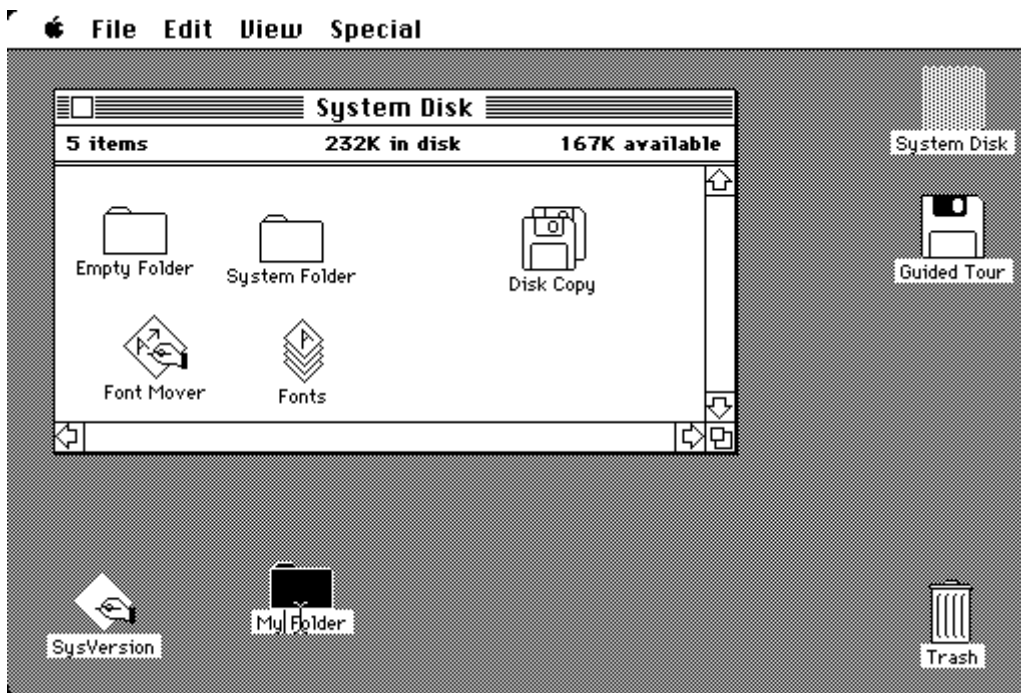 File Edit View Special
System Disk
5 items 232K in disk 167K available
Empty Folder
System Folder
Disk Copy
Font Mover
Fonts
System Disk
Guided Tour
SysVersion
My Folder
Trash